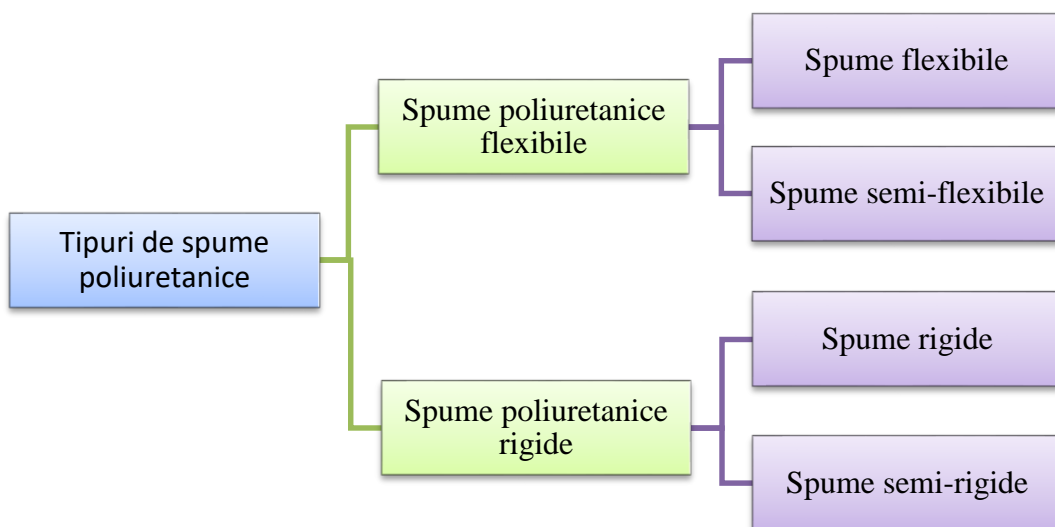 Tipuri de spume
poliuretanice
Spume poliuretanice
flexibile
Spume flexibile
Spume semi-flexibile
Spume poliuretanice
rigide
Spume rigide
Spume semi-rigide